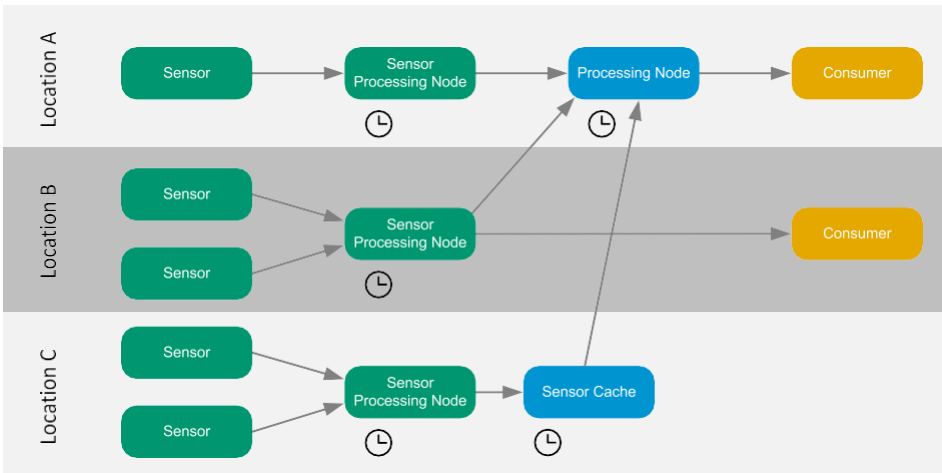 Location A
Sensor
Sensor
Processing Node
Processing Node
Consumer
Location B
Sensor
Sensor
Sensor
Processing Node
Consumer
Location C
Sensor
Sensor
Sensor
Processing Node
Sensor Cache